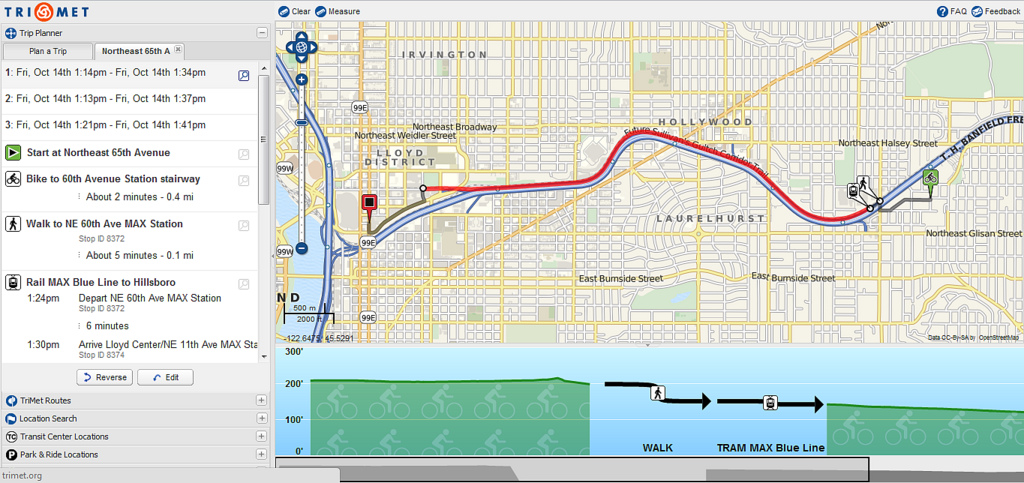 TRI MET
Trip Planner
Plan a Trip
Northeast 65th A
1: Fri, Oct 14th 1:14pm - Fri, Oct 14th 1:34pm
2: Fri, Oct 14th 1:13pm - Fri, Oct 14th 1:37pm
3: Fri, Oct 14th 1:21pm - Fri, Oct 14th 1:41pm
Start at Northeast 65th Avenue
Bike to 60th Avenue Station stairway
About 2 minutes - 0.4 mi
Walk to NE 60th Ave MAX Station
Stop ID 8372
About 5 minutes - 0.1 mi
Rail MAX Blue Line to Hillsboro
1:24pm Depart NE 60th Ave MAX Station
Stop ID 8372
6 minutes
1:30pm Arrive Lloyd Center/NE 11th Ave MAX Sta
Stop ID 8374
Reverse
Edit
TriMet Routes
Location Search
TC Transit Center Locations
P Park & Ride Locations
trimet.org
Clear
Measure
FAQ
Feedback
IRVINGTON
99E
Northeast Broadway
Northeast Weidler Street
LLOYD
DISTRICT
99W
HOLLYWOOD
Future Sullivan's Gulch Corridor Trail
Northeast Halsey Street
T. H. BANFIELD FRE
LAURELHURST
Northeast Glisan Street
99E
99W
East Burnside Street
East Burnside Street
N D
500 m
2000 ft
99E
-122.6475, 45.5291
Data CC-By-SA by OpenStreetMap
300'
200'
100'
0'
WALK
TRAM MAX Blue Line